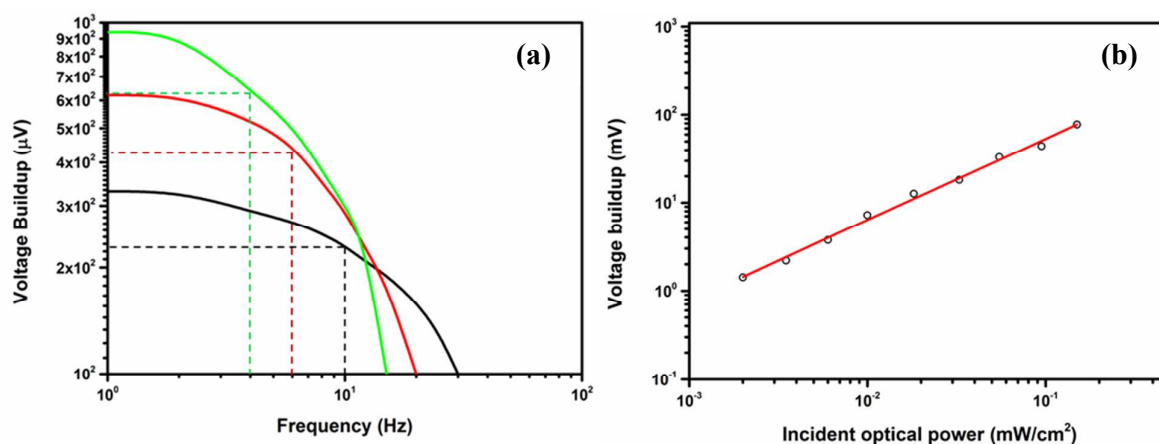 (a)
Voltage Buildup (µV)
10³
9x10²
8x10²
7x10²
6x10²
5x10²
4x10²
3x10²
2x10²
10²
10⁰
10¹
10²
Frequency (Hz)
(b)
Voltage buildup (mV)
10³
10²
10¹
10⁰
10⁻¹
10⁻³
10⁻²
10⁻¹
Incident optical power (mW/cm²)